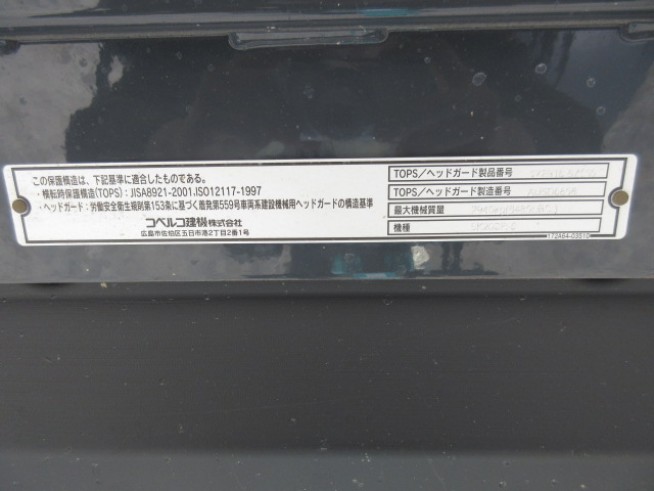 この保護構造は、下記基準に適合したものである。
・横転時保護構造(TOPS):JISA8921-2001,ISO12117-1997
・ヘッドガード:労働安全衛生規則第153条に基づく基発第559号車両系建設機械用ヘッドガードの構造基準
コベルコ建機株式会社
広島市佐伯区五日市港2丁目2番1号
TOPS/ヘッドガード製品番号
TOPS/ヘッドガード製造番号
最大機械質量
機種